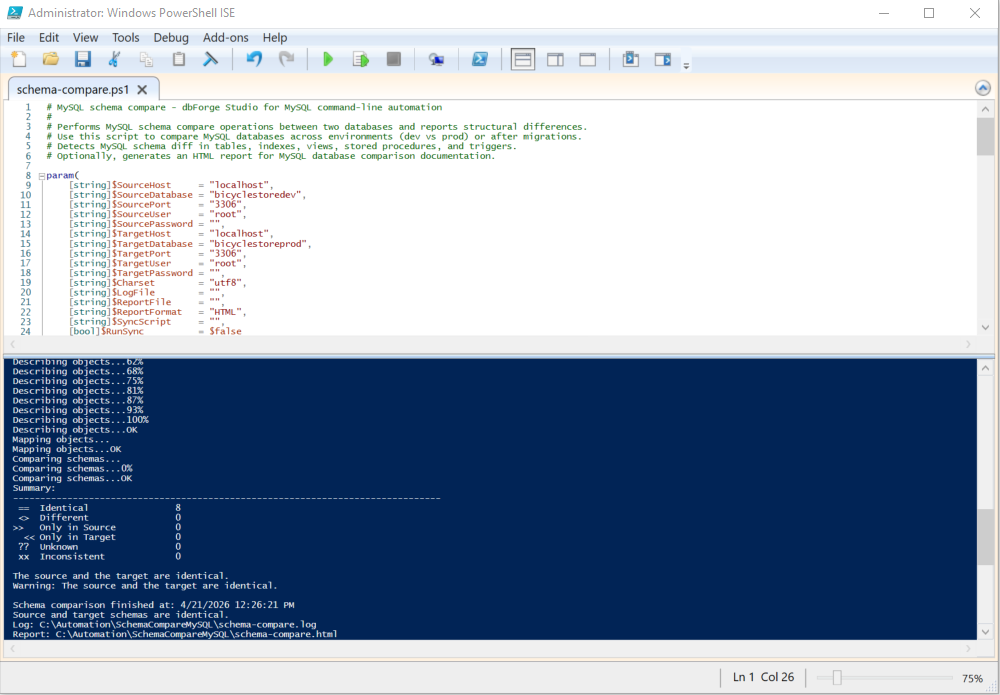 Administrator: Windows PowerShell ISE
File Edit View Tools Debug Add-ons Help
schema-compare.ps1
1 # MySQL schema compare - dbForge Studio for MySQL command-line automation
2 #
3 # Performs MySQL schema compare operations between two databases and reports structural differences.
4 # Use this script to compare MySQL databases across environments (dev vs prod) or after migrations.
5 # Detects MySQL schema diff in tables, indexes, views, stored procedures, and triggers.
6 # Optionally, generates an HTML report for MySQL database comparison documentation.
7
8 param(
9 [string]$SourceHost = "localhost",
10 [string]$SourceDatabase = "bicyclestoredev",
11 [string]$SourcePort = "3306",
12 [string]$SourceUser = "root",
13 [string]$SourcePassword = "",
14 [string]$TargetHost = "localhost",
15 [string]$TargetDatabase = "bicyclestoreprod",
16 [string]$TargetPort = "3306",
17 [string]$TargetUser = "root",
18 [string]$TargetPassword = "",
19 [string]$Charset = "utf8",
20 [string]$LogFile = "",
21 [string]$ReportFile = "",
22 [string]$ReportFormat = "HTML",
23 [string]$SyncScript = "",
24 [bool]$RunSync = $false
Describing objects...62%
Describing objects...68%
Describing objects...75%
Describing objects...81%
Describing objects...87%
Describing objects...93%
Describing objects...100%
Describing objects...OK
Mapping objects...
Mapping objects...OK
Comparing schemas...
Comparing schemas...0%
Comparing schemas...OK
Summary:
--------------------------------------------------------------------------------
== Identical 8
<> Different 0
>> Only in Source 0
<< Only in Target 0
?? Unknown 0
xx Inconsistent 0
The source and the target are identical.
Warning: The source and the target are identical.
Schema comparison finished at: 4/21/2026 12:26:21 PM
Source and target schemas are identical.
Log: C:\Automation\SchemaCompareMySQL\schema-compare.log
Report: C:\Automation\SchemaCompareMySQL\schema-compare.html
Ln 1 Col 26
75%